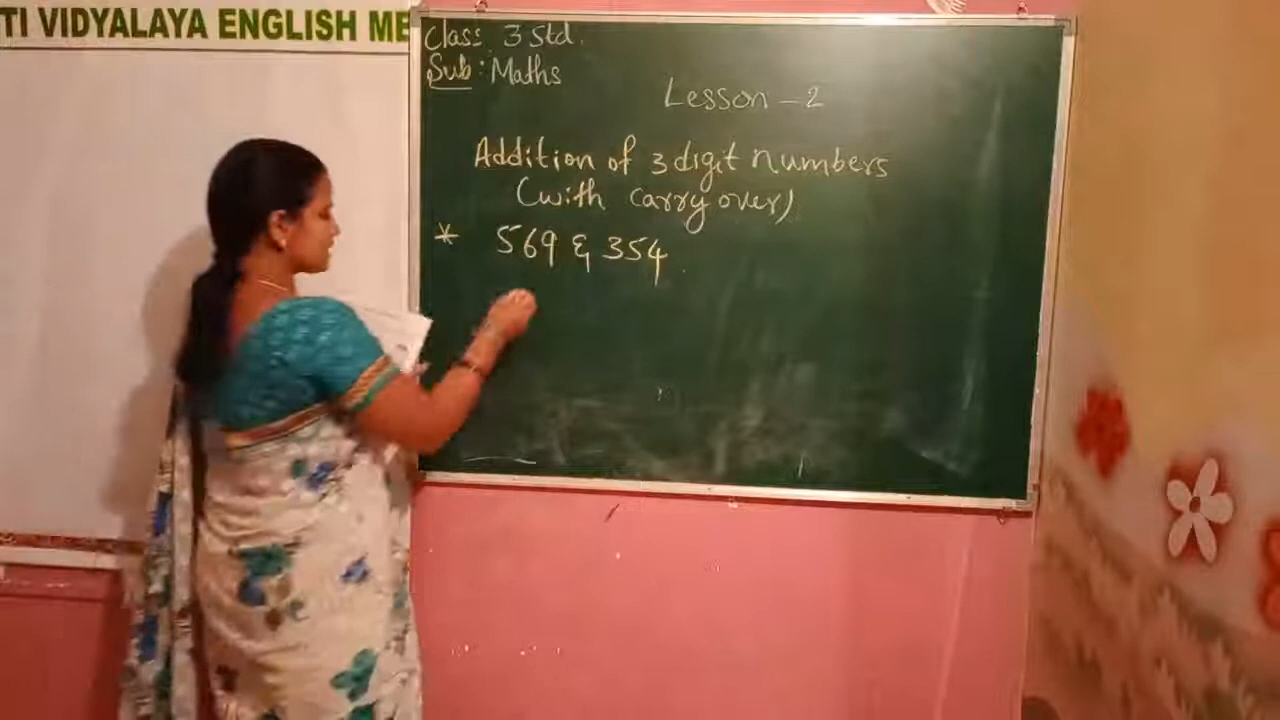 TI VIDYALAYA ENGLISH ME
Class: 3 Std.
Sub: Maths
Lesson - 2
Addition of 3 digit numbers
(with carry over)
* 569 & 354